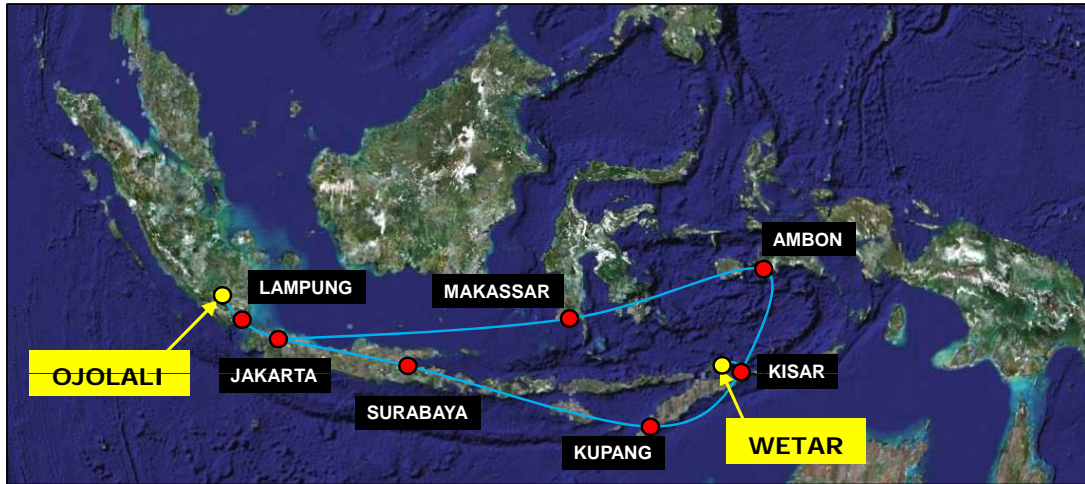 AMBON
LAMPUNG
MAKASSAR
OJOLALI
JAKARTA
KISAR
SURABAYA
KUPANG
WETAR